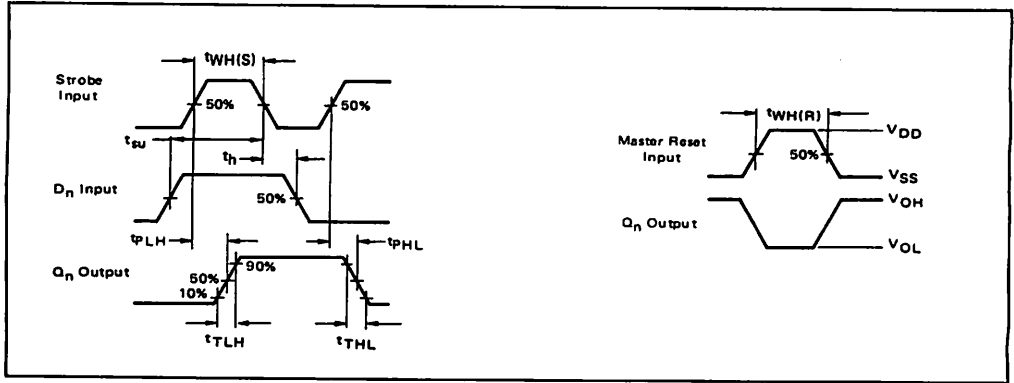 tWH(S)
Strobe
Input
50%
50%
tsu
th
Dn Input
50%
tPLH
tPHL
Qn Output
90%
50%
10%
tTLH
tTHL
tWH(R)
Master Reset
Input
50%
VDD
VSS
Qn Output
VOH
VOL